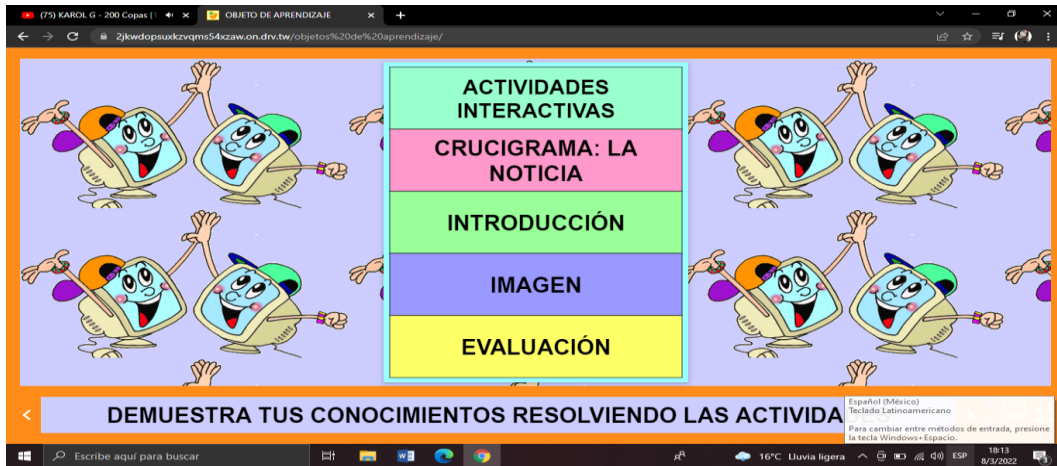 (75) KAROL G - 200 Copas [
OBJETO DE APRENDIZAJE
2jkwdopsuxkzvqms54xzaw.on.drv.tw/objetos%20de%20aprendizaje/
ACTIVIDADES
INTERACTIVAS
CRUCIGRAMA: LA
NOTICIA
INTRODUCCIÓN
IMAGEN
EVALUACIÓN
DEMUESTRA TUS CONOCIMIENTOS RESOLVIENDO LAS ACTIVIDA
Español (México)
Teclado Latinoamericano
Para cambiar entre métodos de entrada, presione
la tecla Windows+Espacio.
Escribe aquí para buscar
16°C Lluvia ligera
ESP
18:13
8/3/2022